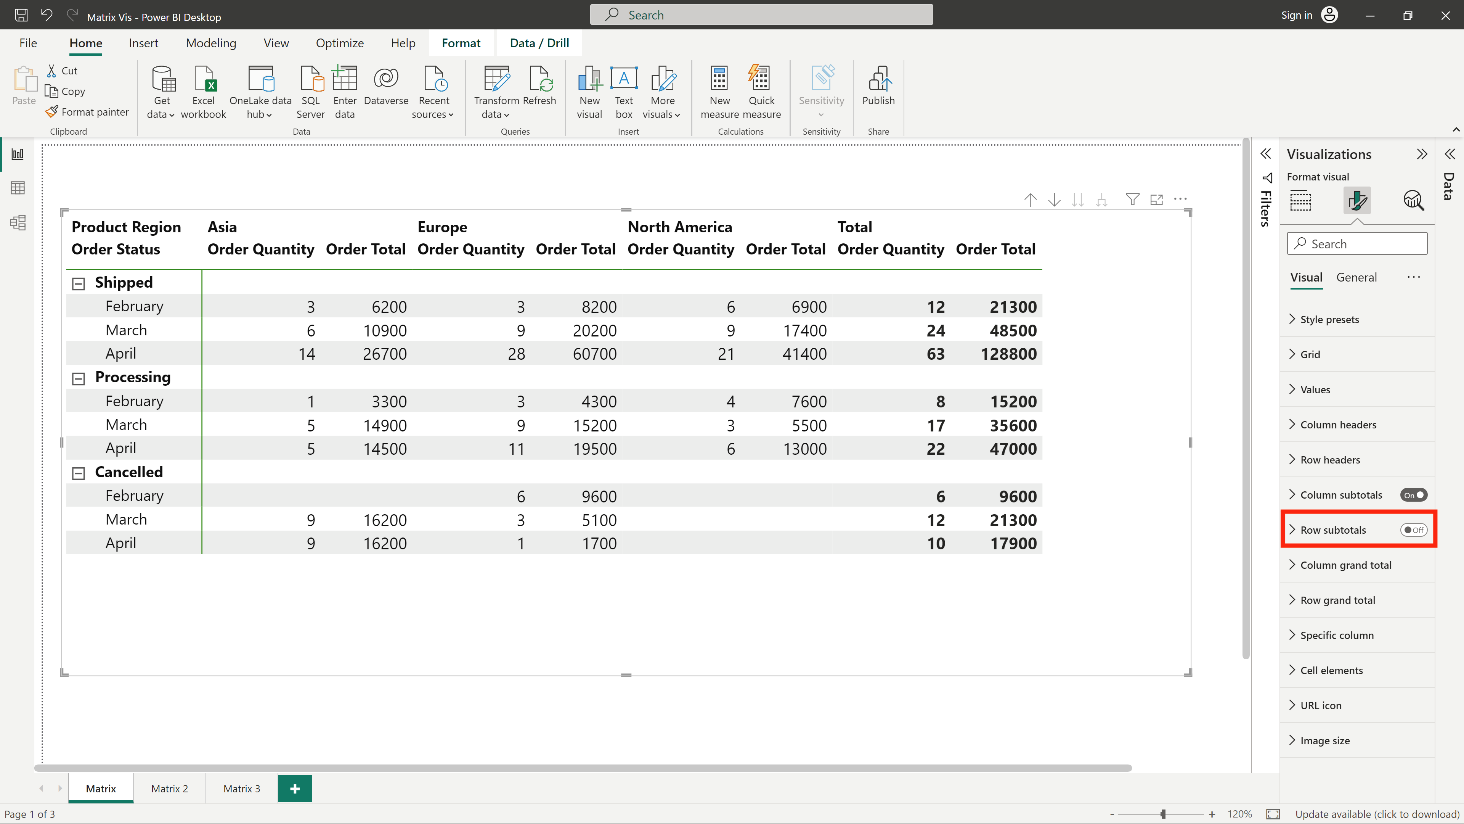 Matrix Vis - Power BI Desktop
Search
Sign in
File Home Insert Modeling View Optimize Help Format Data / Drill
Paste
Cut
Copy
Format painter
Clipboard
Get data
Excel workbook
OneLake data hub
SQL Server
Enter data
Dataverse
Recent sources
Data
Transform data
Refresh
Queries
New visual
A
Text box
More visuals
Insert
New measure
Quick measure
Calculations
Sensitivity
Sensitivity
Publish
Share
Product Region Asia Europe North America Total
Order Status Order Quantity Order Total Order Quantity Order Total Order Quantity Order Total Order Quantity Order Total
Shipped
February 3 6200 3 8200 6 6900 12 21300
March 6 10900 9 20200 9 17400 24 48500
April 14 26700 28 60700 21 41400 63 128800
Processing
February 1 3300 3 4300 4 7600 8 15200
March 5 14900 9 15200 3 5500 17 35600
April 5 14500 11 19500 6 13000 22 47000
Cancelled
February 6 9600 6 9600
March 9 16200 3 5100 12 21300
April 9 16200 1 1700 10 17900
Filters
Visualizations
Format visual
Search
Visual General
Style presets
Grid
Values
Column headers
Row headers
Column subtotals On
Row subtotals Off
Column grand total
Row grand total
Specific column
Cell elements
URL icon
Image size
Data
Matrix Matrix 2 Matrix 3 +
Page 1 of 3
- + 120%
Update available (click to download)